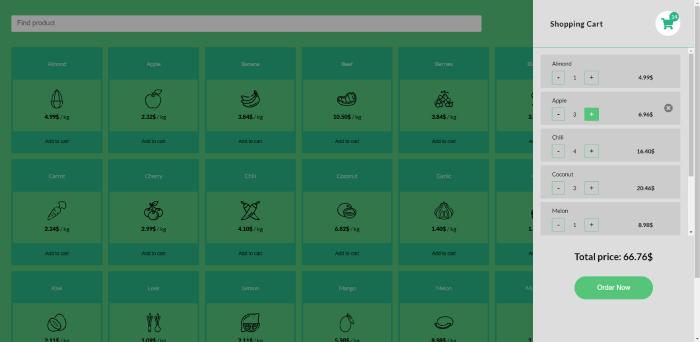 Find product
Almond
4.99$ / kg
Add to cart
Apple
2.32$ / kg
Add to cart
Banana
3.64$ / kg
Add to cart
Beef
10.50$ / kg
Add to cart
Berries
3.84$ / kg
Add to cart
Carrot
2.34$ / kg
Add to cart
Cherry
2.99$ / kg
Add to cart
Chili
4.10$ / kg
Add to cart
Coconut
6.82$ / kg
Add to cart
Garlic
1.40$ / kg
Add to cart
Kiwi
2.11$ / kg
Leek
1.09$ / kg
Lemon
2.11$ / kg
Mango
5.98$ / kg
Melon
8.98$ / kg
Shopping Cart
Almond
- 1 + 4.99$
Apple
- 3 + 6.96$
Chili
- 4 + 16.40$
Coconut
- 3 + 20.46$
Melon
- 1 + 8.98$
Total price: 66.76$
Order Now